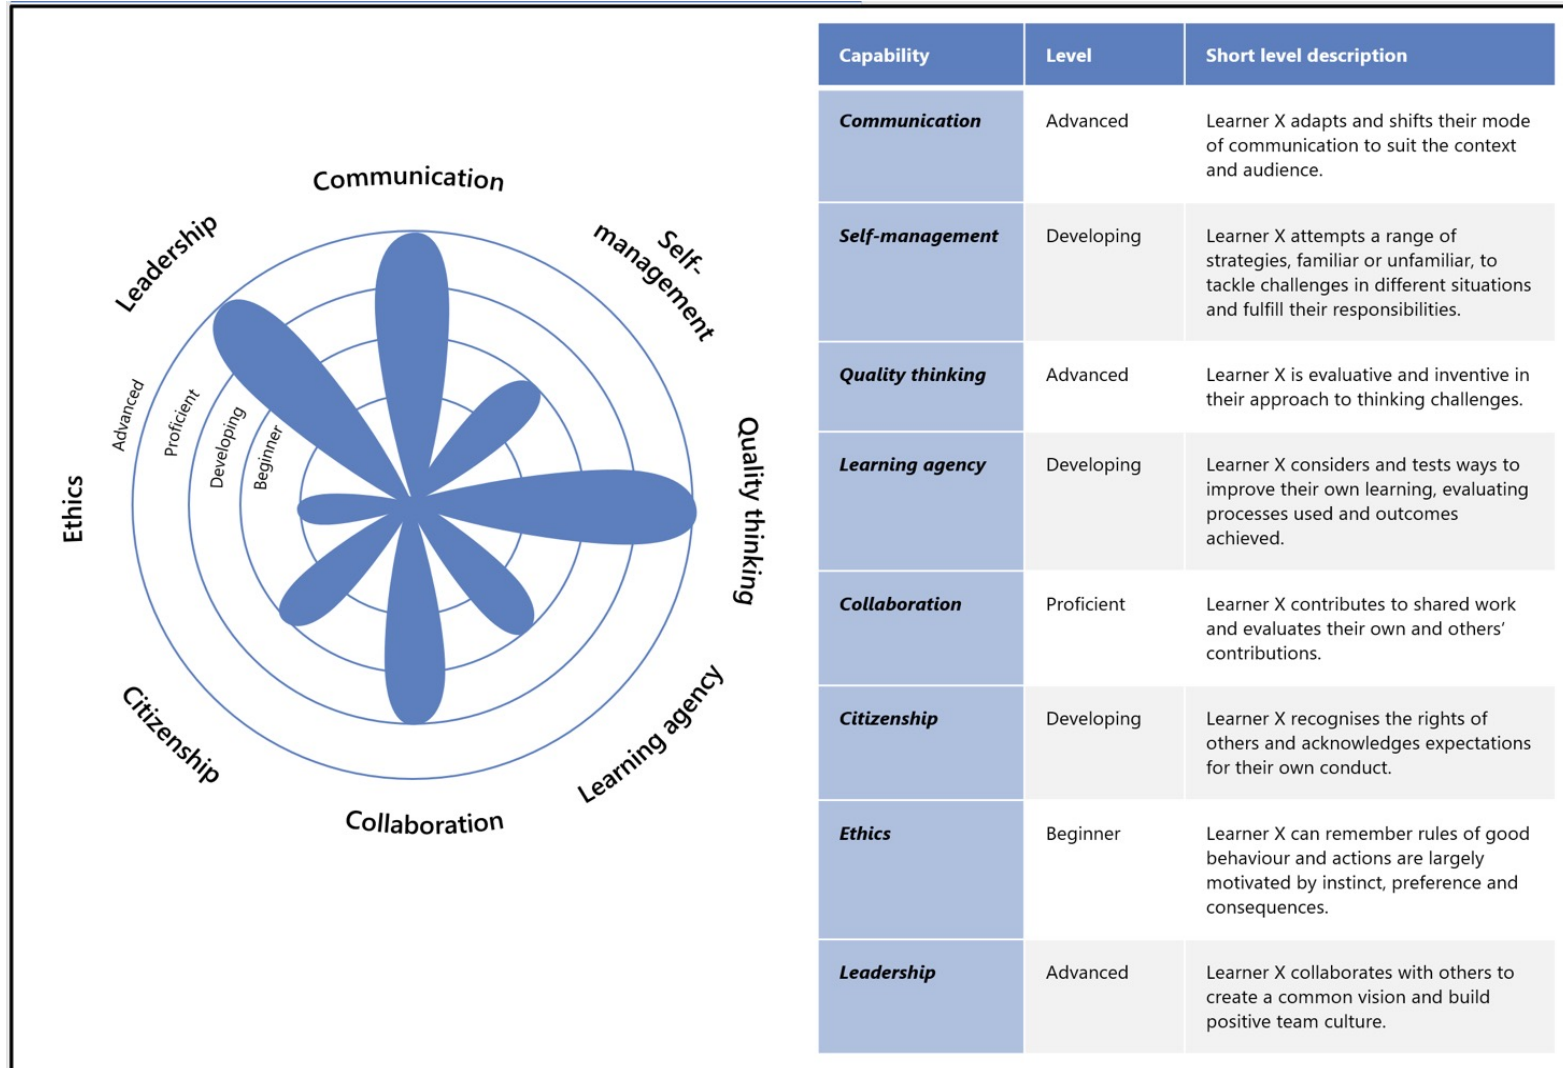 Communication
Self-
management
Quality thinking
Learning agency
Collaboration
Citizenship
Ethics
Leadership
Advanced
Proficient
Developing
Beginner
Capability Level Short level description
Communication Advanced Learner X adapts and shifts their mode
of communication to suit the context
and audience.
Self-management Developing Learner X attempts a range of
strategies, familiar or unfamiliar, to
tackle challenges in different situations
and fulfill their responsibilities.
Quality thinking Advanced Learner X is evaluative and inventive in
their approach to thinking challenges.
Learning agency Developing Learner X considers and tests ways to
improve their own learning, evaluating
processes used and outcomes
achieved.
Collaboration Proficient Learner X contributes to shared work
and evaluates their own and others’
contributions.
Citizenship Developing Learner X recognises the rights of
others and acknowledges expectations
for their own conduct.
Ethics Beginner Learner X can remember rules of good
behaviour and actions are largely
motivated by instinct, preference and
consequences.
Leadership Advanced Learner X collaborates with others to
create a common vision and build
positive team culture.